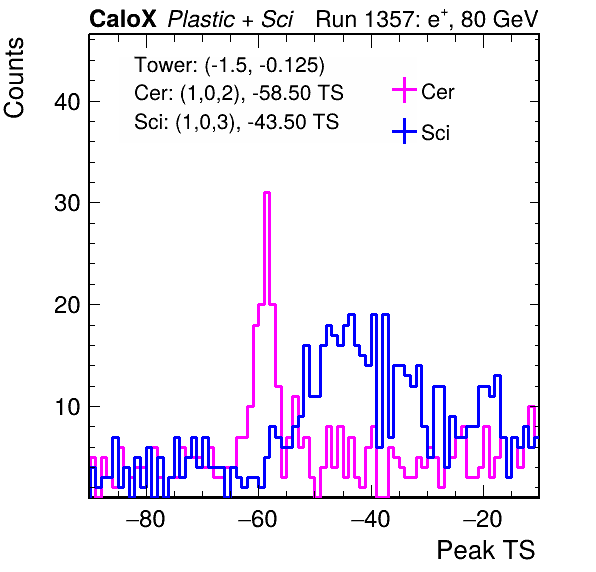 CaloX Plastic + Sci Run 1357: e+, 80 GeV
Tower: (-1.5, -0.125)
Cer: (1,0,2), -58.50 TS
Sci: (1,0,3), -43.50 TS
Cer
Sci
Counts
40
30
20
10
−80 −60 −40 −20
Peak TS